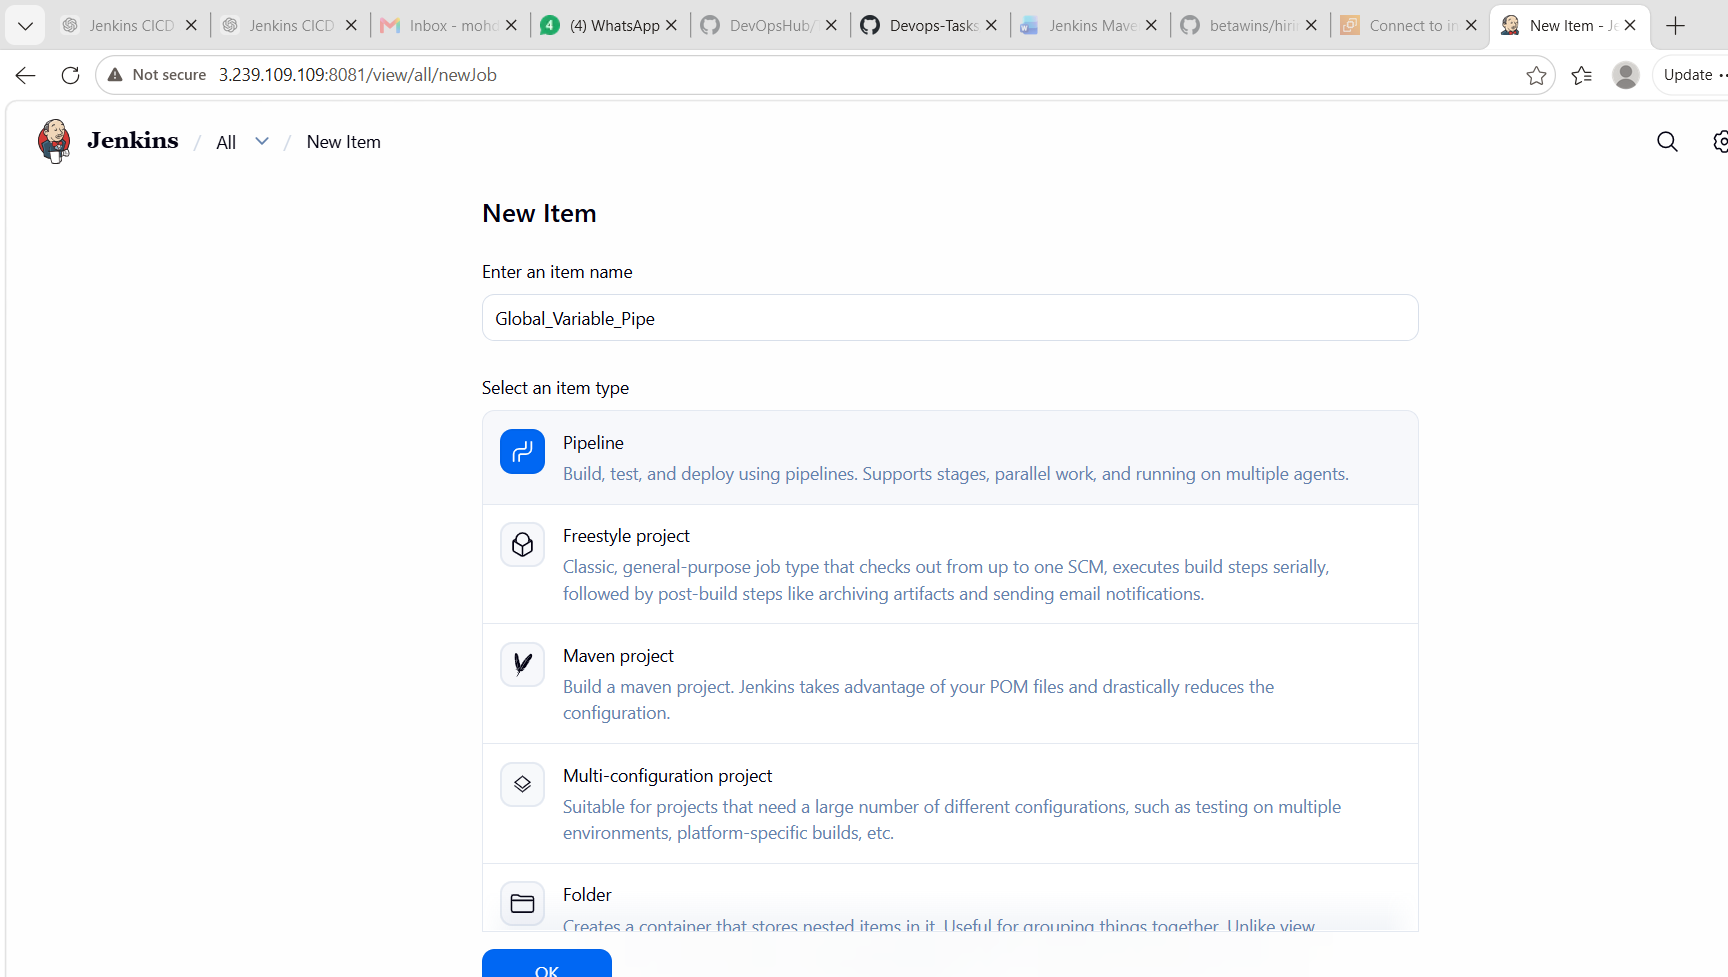 Jenkins CICD
Jenkins CICD
Inbox - mohd
4
(4) WhatsApp
DevOpsHub/
Devops-Tasks
Jenkins Mave
betawins/hiri
Connect to in
New Item - Je
Not secure 3.239.109.109:8081/view/all/newJob
Update
Jenkins / All / New Item
New Item
Enter an item name
Global_Variable_Pipe
Select an item type
Pipeline
Build, test, and deploy using pipelines. Supports stages, parallel work, and running on multiple agents.
Freestyle project
Classic, general-purpose job type that checks out from up to one SCM, executes build steps serially,
followed by post-build steps like archiving artifacts and sending email notifications.
Maven project
Build a maven project. Jenkins takes advantage of your POM files and drastically reduces the
configuration.
Multi-configuration project
Suitable for projects that need a large number of different configurations, such as testing on multiple
environments, platform-specific builds, etc.
Folder
Creates a container that stores nested items in it. Useful for grouping things together. Unlike view
OK